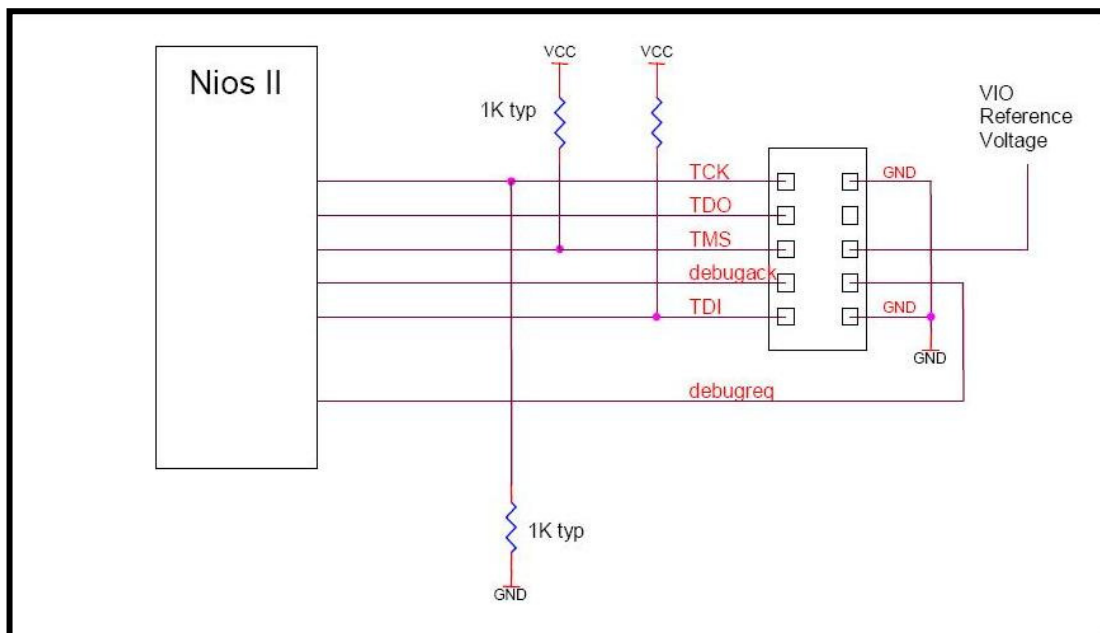 Nios II
VCC
VCC
1K typ
VIO
Reference
Voltage
TCK
GND
TDO
TMS
debugack
TDI
GND
GND
debugreq
1K typ
GND